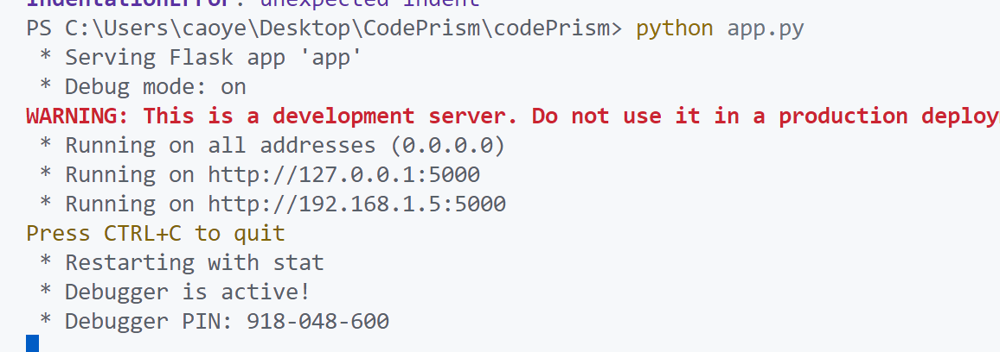 IndentationError: unexpected indent
PS C:\Users\caoye\Desktop\CodePrism\codePrism> python app.py
 * Serving Flask app 'app'
 * Debug mode: on
WARNING: This is a development server. Do not use it in a production deploy
 * Running on all addresses (0.0.0.0)
 * Running on http://127.0.0.1:5000
 * Running on http://192.168.1.5:5000
Press CTRL+C to quit
 * Restarting with stat
 * Debugger is active!
 * Debugger PIN: 918-048-600